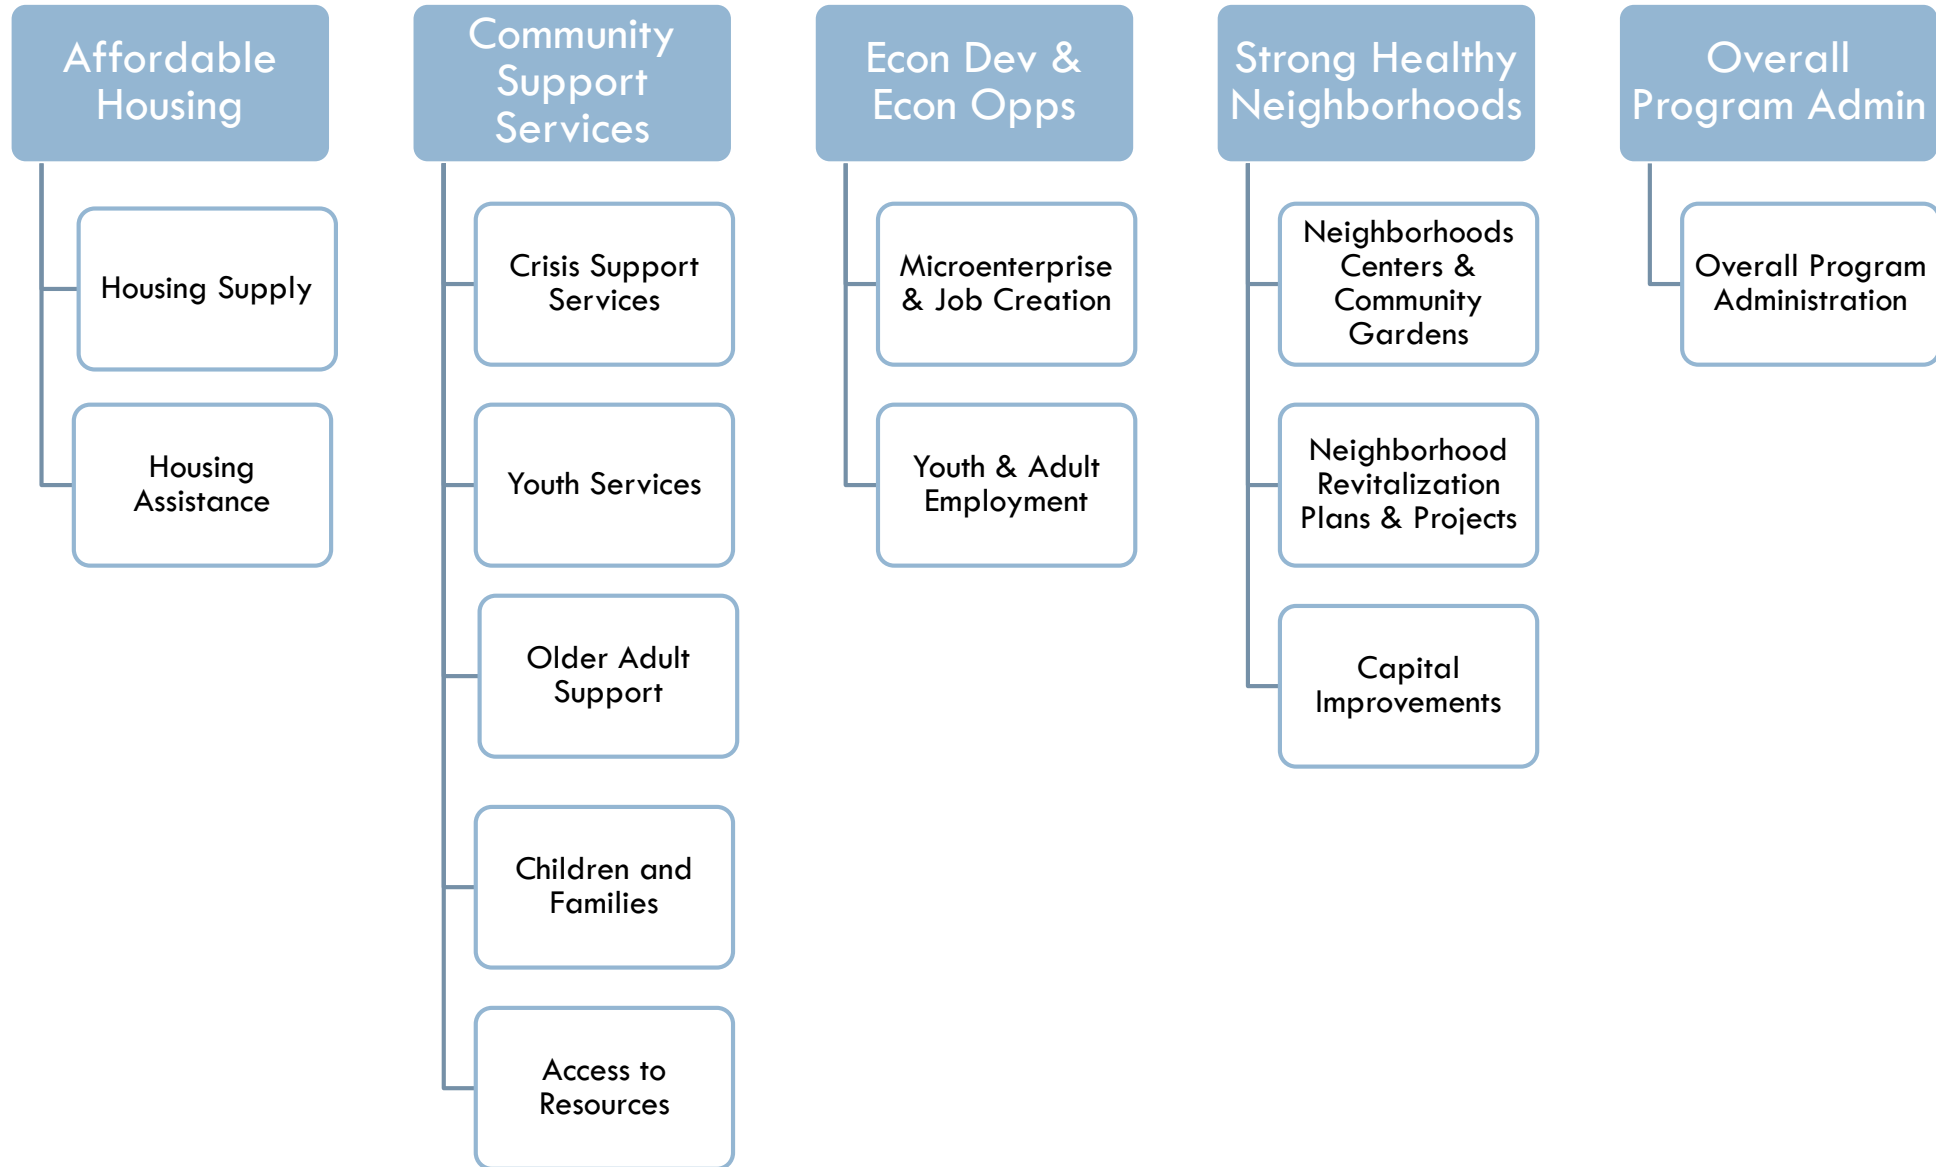 Affordable
Housing
Housing Supply
Housing
Assistance
Community
Support
Services
Crisis Support
Services
Youth Services
Older Adult
Support
Children and
Families
Access to
Resources
Econ Dev &
Econ Opps
Microenterprise
& Job Creation
Youth & Adult
Employment
Strong Healthy
Neighborhoods
Neighborhoods
Centers &
Community
Gardens
Neighborhood
Revitalization
Plans & Projects
Capital
Improvements
Overall
Program Admin
Overall Program
Administration